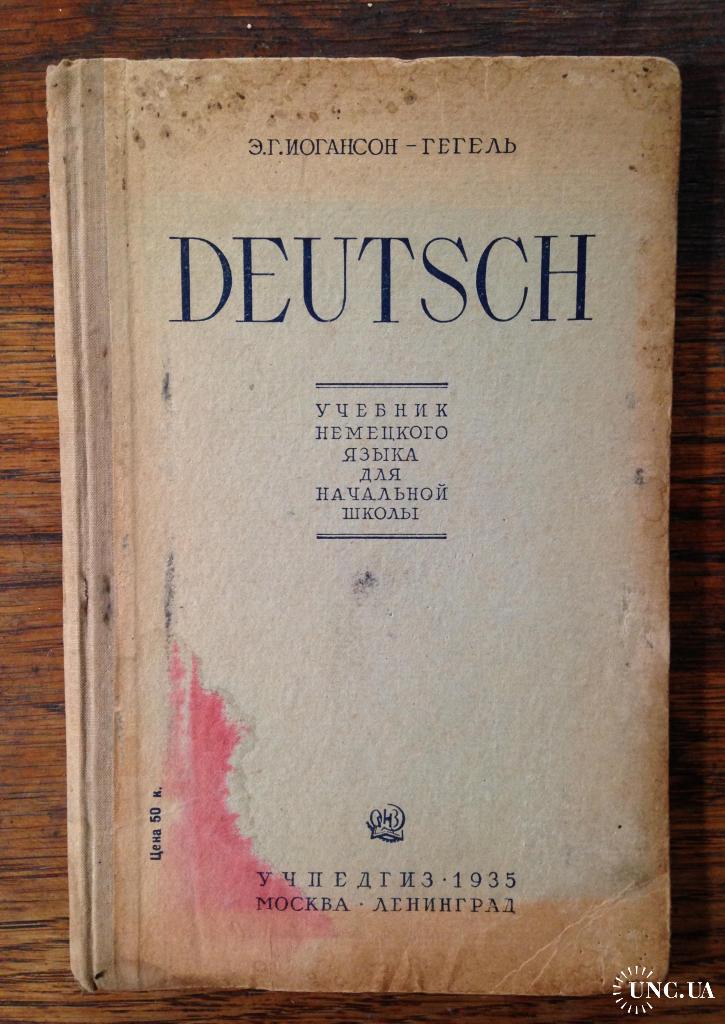 Э.Г.ИОГАНСОН – ГЕГЕЛЬ
DEUTSCH
УЧЕБНИК
НЕМЕЦКОГО
ЯЗЫКА
ДЛЯ
НАЧАЛЬНОЙ
ШКОЛЫ
Цена 50 к.
УЧПЕДГИЗ · 1935
МОСКВА · ЛЕНИНГРАД
UNC.UA